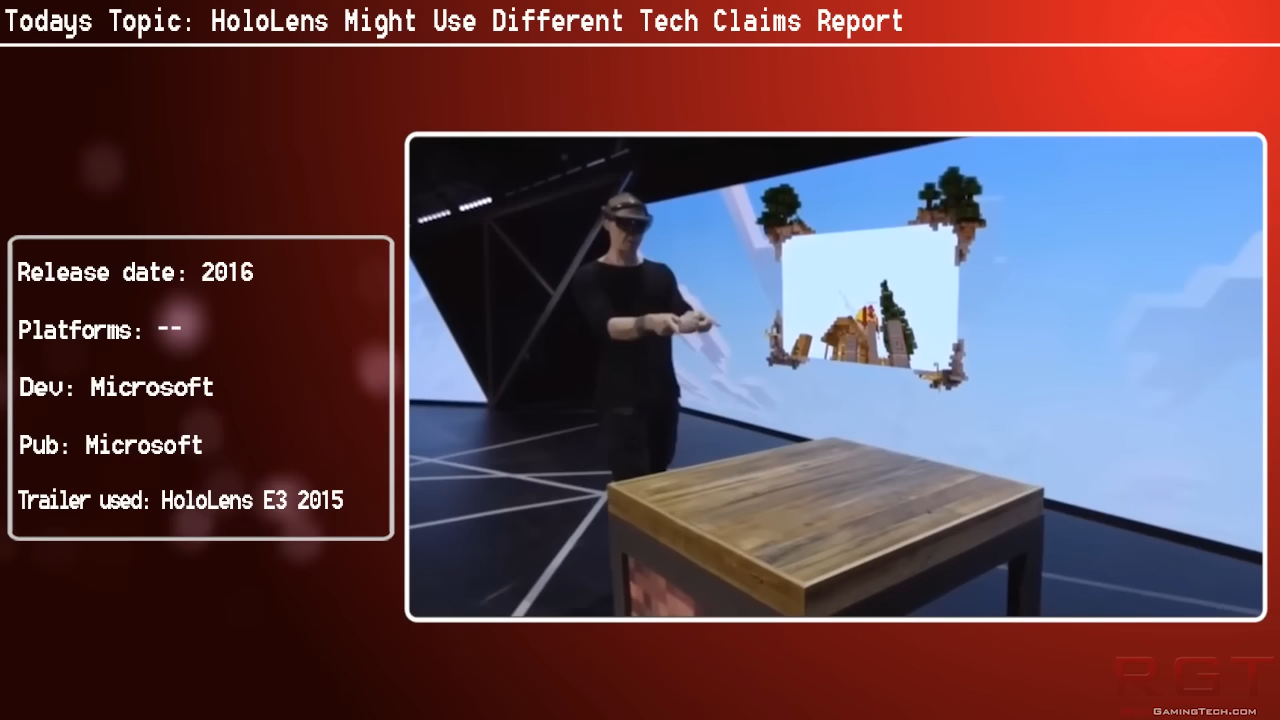 Todays Topic: HoloLens Might Use Different Tech Claims Report
Release date: 2016
Platforms: --
Dev: Microsoft
Pub: Microsoft
Trailer used: HoloLens E3 2015
RGT
GamingTech.com